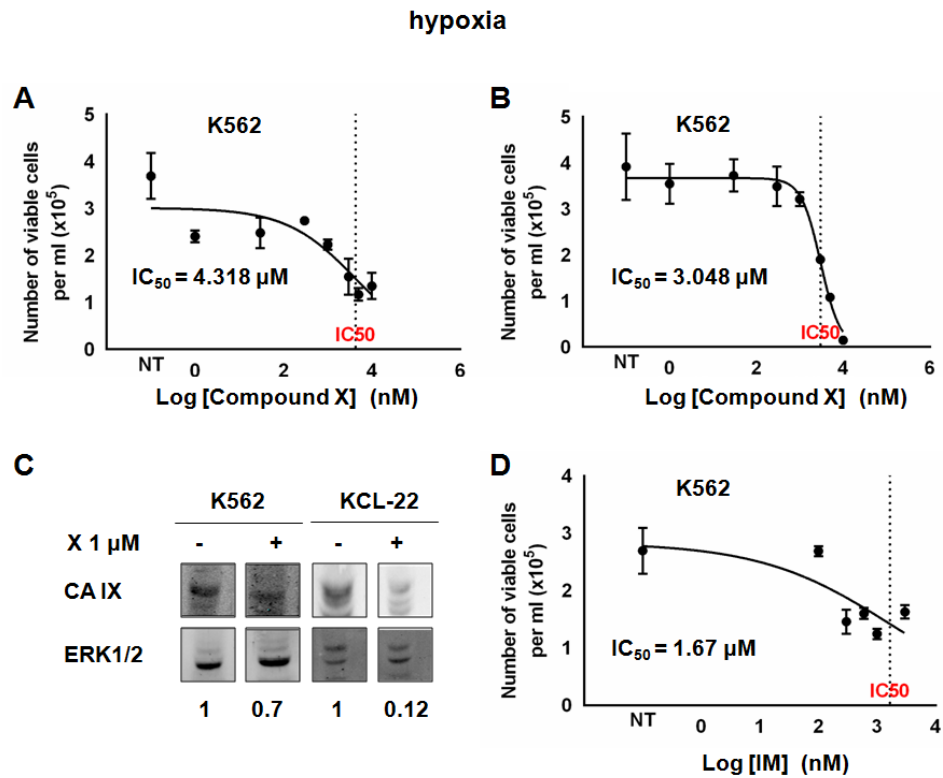 hypoxia
A
K562
Number of viable cells
per ml (x10⁵)
5
4
3
2
1
0
IC₅₀ = 4.318 µM
IC50
NT
0
2
4
6
Log [Compound X] (nM)
B
K562
Number of viable cells
per ml (x10⁵)
5
4
3
2
1
0
IC₅₀ = 3.048 µM
IC50
NT
0
2
4
6
Log [Compound X] (nM)
C
K562 KCL-22
X 1 µM - + - +
CA IX
ERK1/2
1 0.7 1 0.12
D
K562
Number of viable cells
per ml (x10⁵)
4
3
2
1
0
IC₅₀ = 1.67 µM
IC50
NT
0
1
2
3
4
Log [IM] (nM)